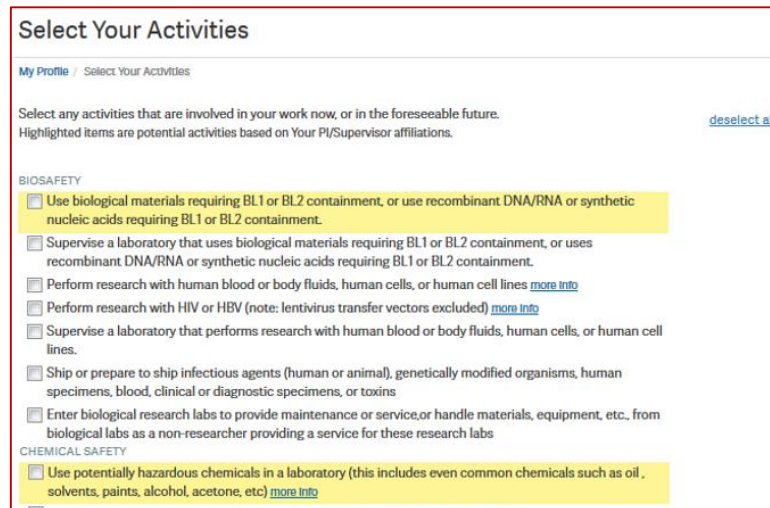 Select Your Activities
My Profile / Select Your Activities
Select any activities that are involved in your work now, or in the foreseeable future.
deselect a
Highlighted items are potential activities based on Your PI/Supervisor affiliations.
BIOSAFETY
Use biological materials requiring BL1 or BL2 containment, or use recombinant DNA/RNA or synthetic
nucleic acids requiring BL1 or BL2 containment.
Supervise a laboratory that uses biological materials requiring BL1 or BL2 containment, or uses
recombinant DNA/RNA or synthetic nucleic acids requiring BL1 or BL2 containment.
Perform research with human blood or body fluids, human cells, or human cell lines more info
Perform research with HIV or HBV (note: lentivirus transfer vectors excluded) more info
Supervise a laboratory that performs research with human blood or body fluids, human cells, or human cell
lines.
Ship or prepare to ship infectious agents (human or animal), genetically modified organisms, human
specimens, blood, clinical or diagnostic specimens, or toxins
Enter biological research labs to provide maintenance or service,or handle materials, equipment, etc., from
biological labs as a non-researcher providing a service for these research labs
CHEMICAL SAFETY
Use potentially hazardous chemicals in a laboratory (this includes even common chemicals such as oil ,
solvents, paints, alcohol, acetone, etc) more info